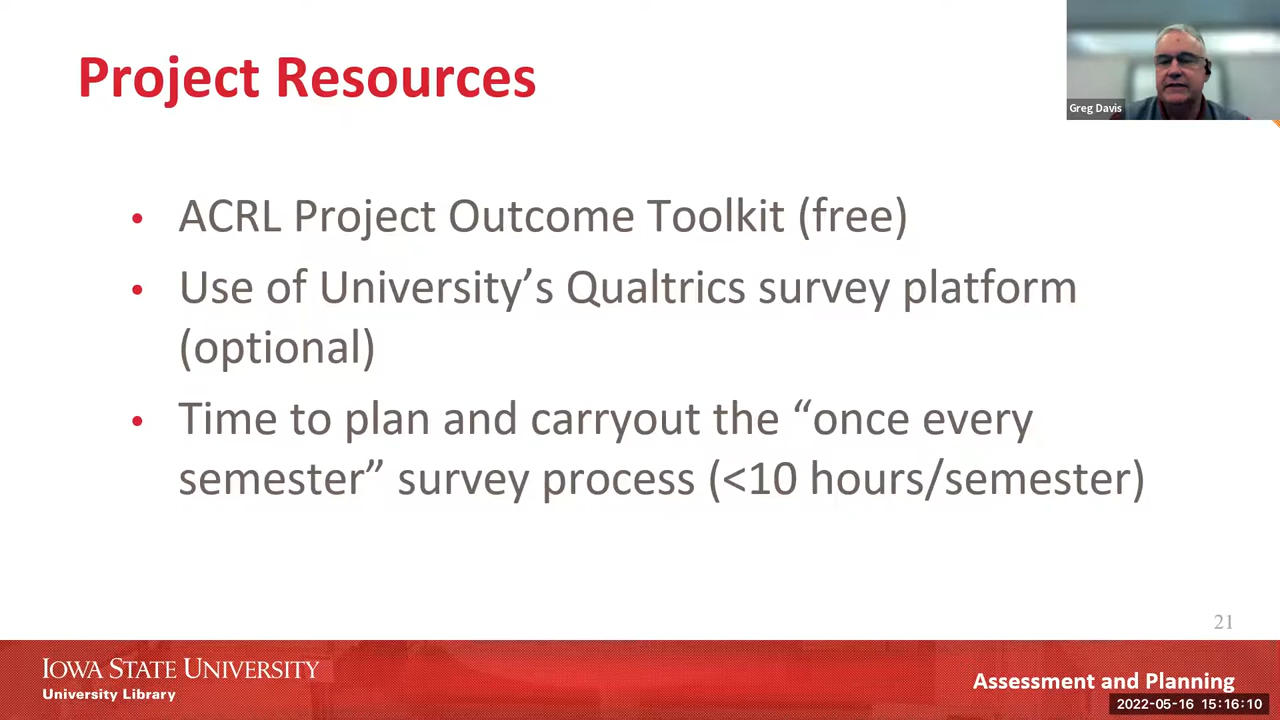 Project Resources
Greg Davis
• ACRL Project Outcome Toolkit (free)
• Use of University’s Qualtrics survey platform
(optional)
• Time to plan and carryout the “once every
semester” survey process (<10 hours/semester)
21
IOWA STATE UNIVERSITY
University Library
Assessment and Planning
2022-05-16 15:16:10